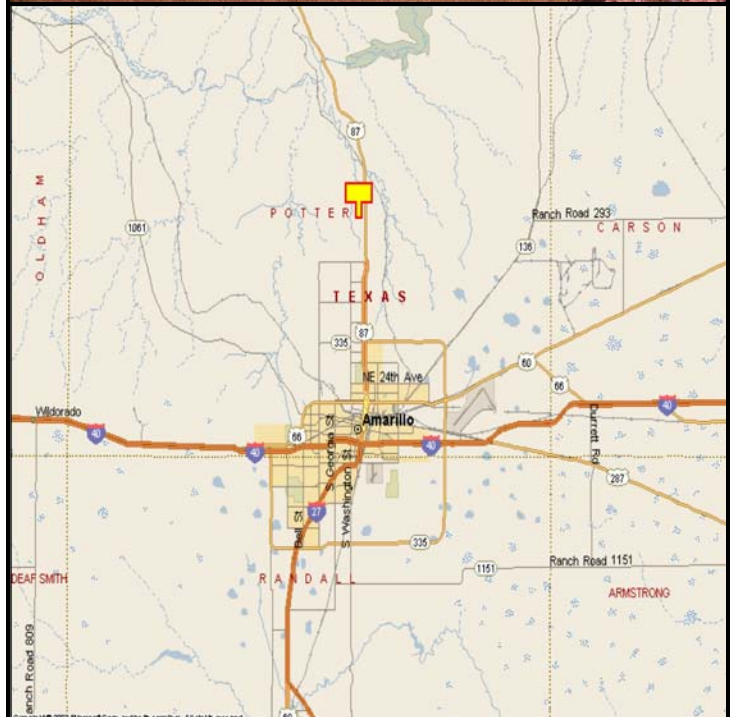 87
OLDHAM
POTTER
Ranch Road 293
CARSON
1061
136
TEXAS
335
87
60
NE 24th Ave
66
40
Wildorado
40
66
Amarillo
40
40
S Georgia St
S Washington St
Durrett Rd
287
27
Bell St
335
1151
Ranch Road 1151
DEAF SMITH
RANDALL
ARMSTRONG
Ranch Road 809
60